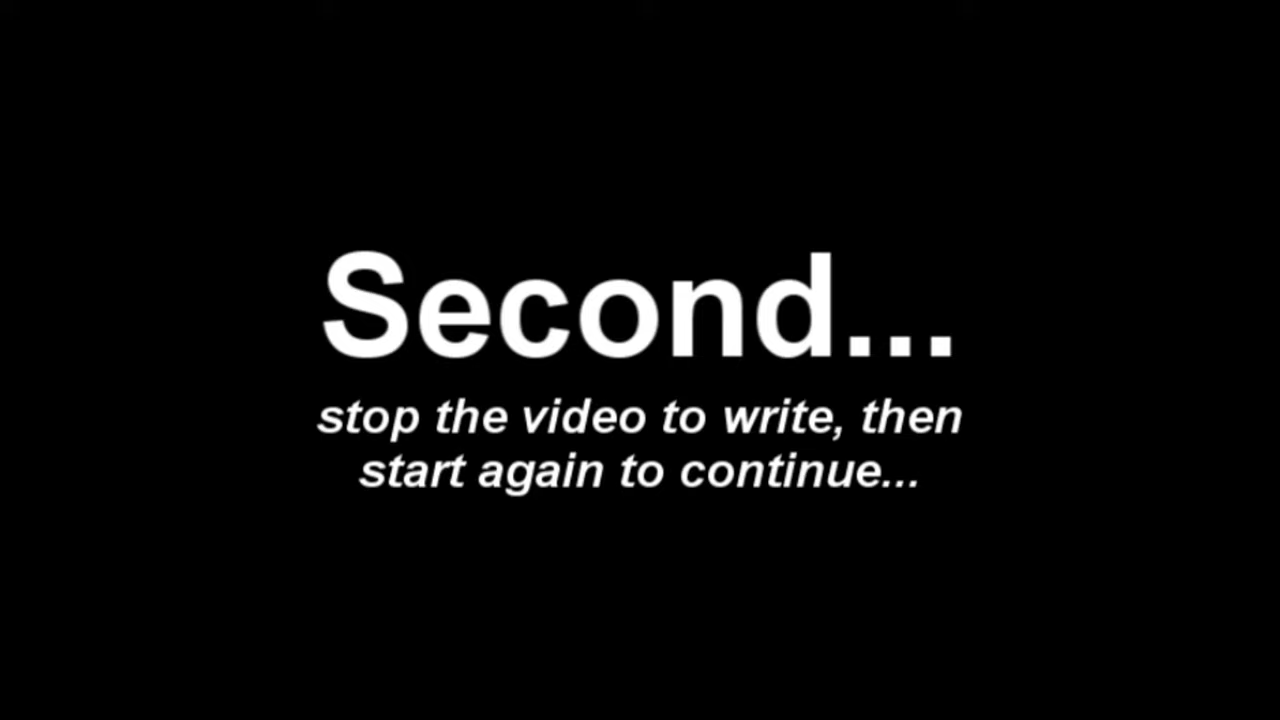 Second...
stop the video to write, then
start again to continue...